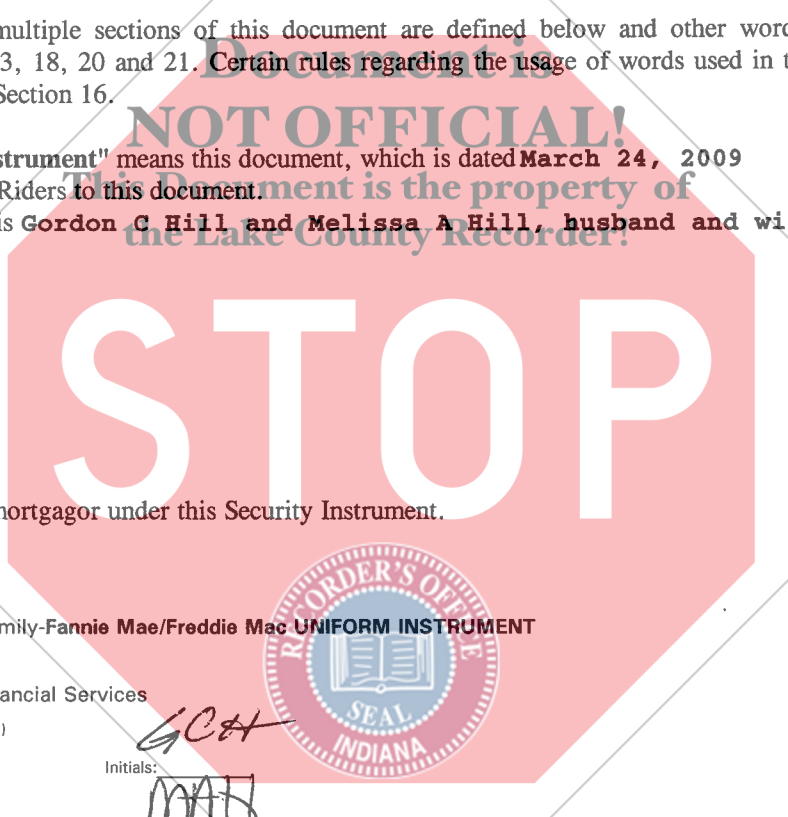 multiple sections of this document are defined below and other word
3, 18, 20 and 21. Certain rules regarding the usage of words used in t
Document is
Section 16.
NOT OFFICIAL!
strument" means this document, which is dated March 24, 2009
Riders to this document.
This Document is the property of
is Gordon C Hill and Melissa A Hill, husband and wi
the Lake County Recorder!
STOP
mortgagor under this Security Instrument.
mily-Fannie Mae/Freddie Mac UNIFORM INSTRUMENT
RECORDER'S OFFICE
SEAL
INDIANA
ancial Services
)
GCH
Initials:
MAH